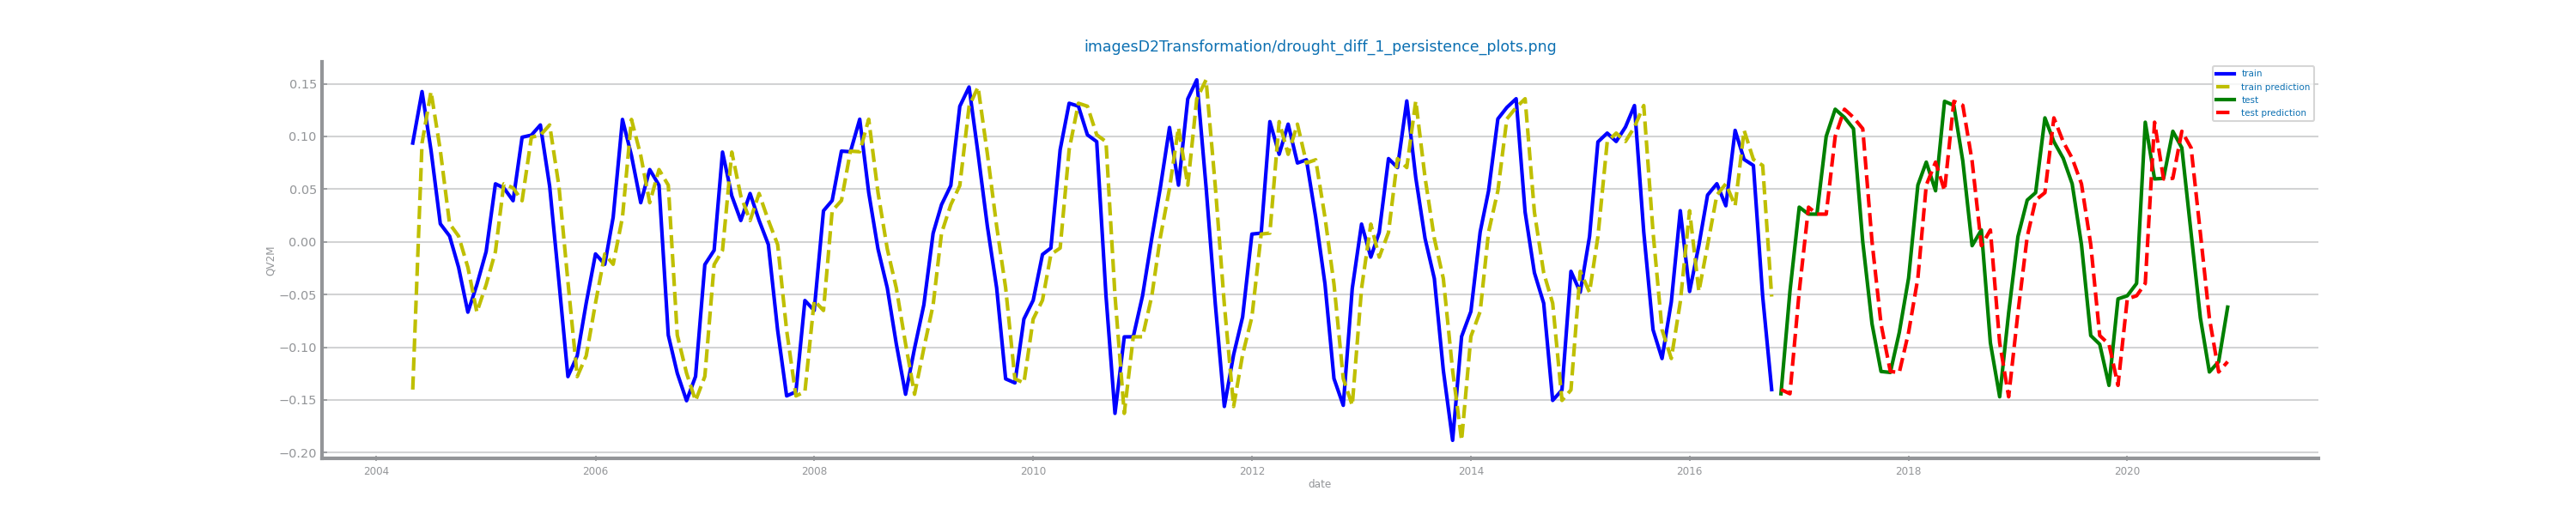 imagesD2Transformation/drought_diff_1_persistence_plots.png
train
train prediction
test
test prediction
QV2M
0.15
0.10
0.05
0.00
−0.05
−0.10
−0.15
−0.20
2004 2006 2008 2010 2012 2014 2016 2018 2020
date